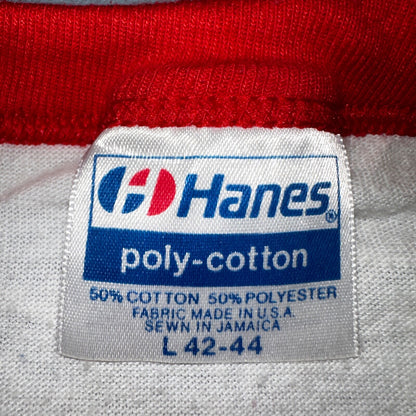 Hanes®
poly-cotton
50% COTTON 50% POLYESTER
FABRIC MADE IN U.S.A.
SEWN IN JAMAICA
L 42-44